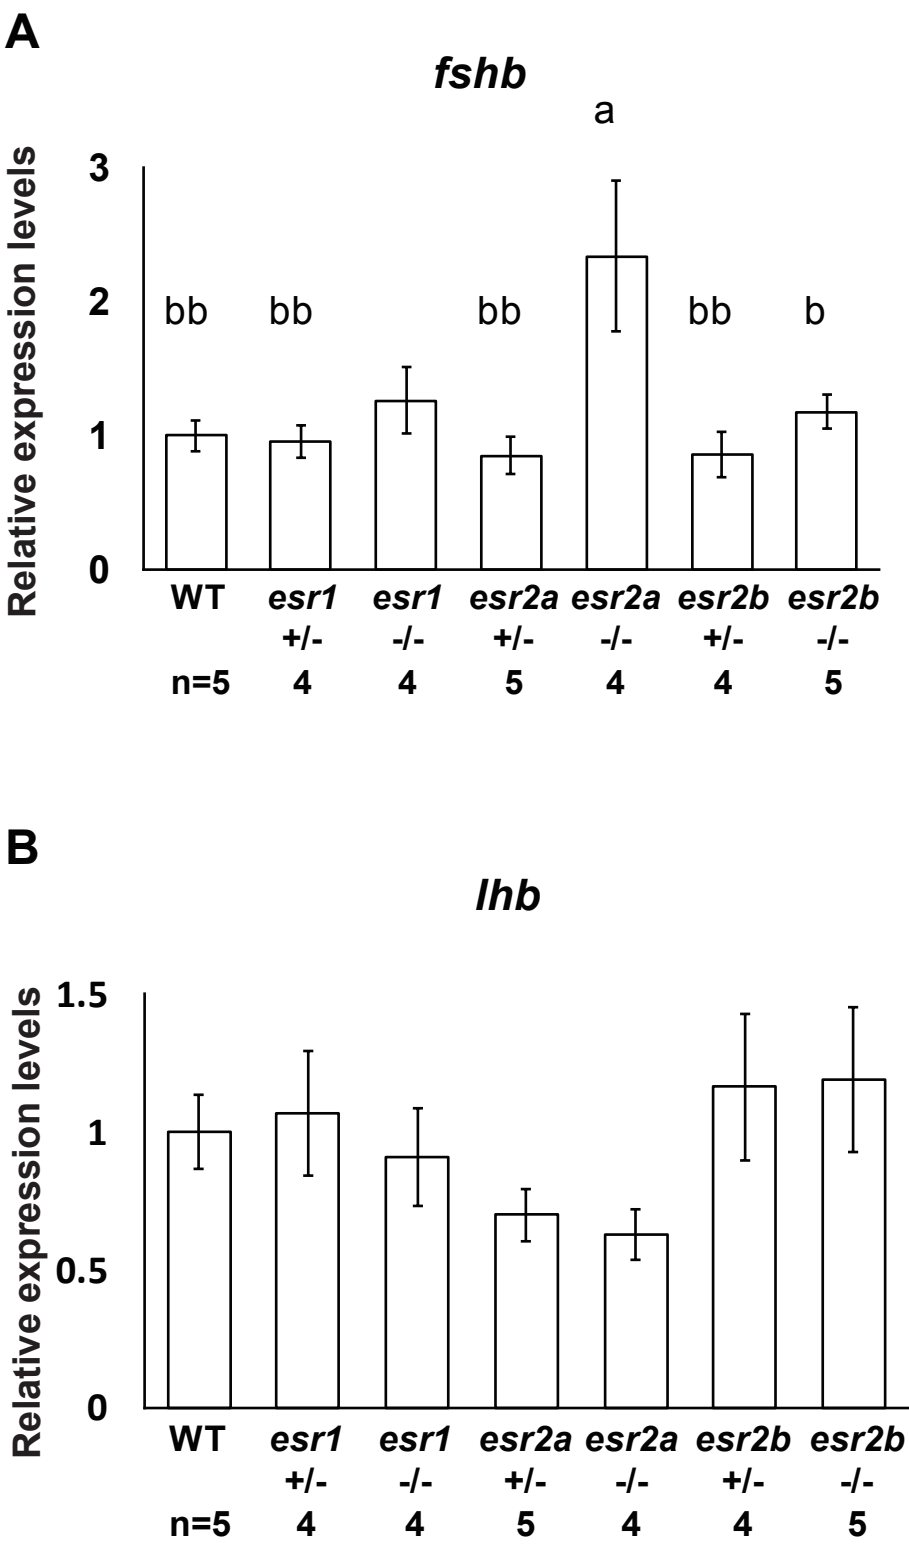 A
fshb
a
Relative expression levels
3
2
1
0
bb bb bb bb b
WT esr1 esr1 esr2a esr2a esr2b esr2b
+/- -/- +/- -/- +/- -/-
n=5 4 4 5 4 4 5
B
lhb
Relative expression levels
1.5
1
0.5
0
WT esr1 esr1 esr2a esr2a esr2b esr2b
+/- -/- +/- -/- +/- -/-
n=5 4 4 5 4 4 5